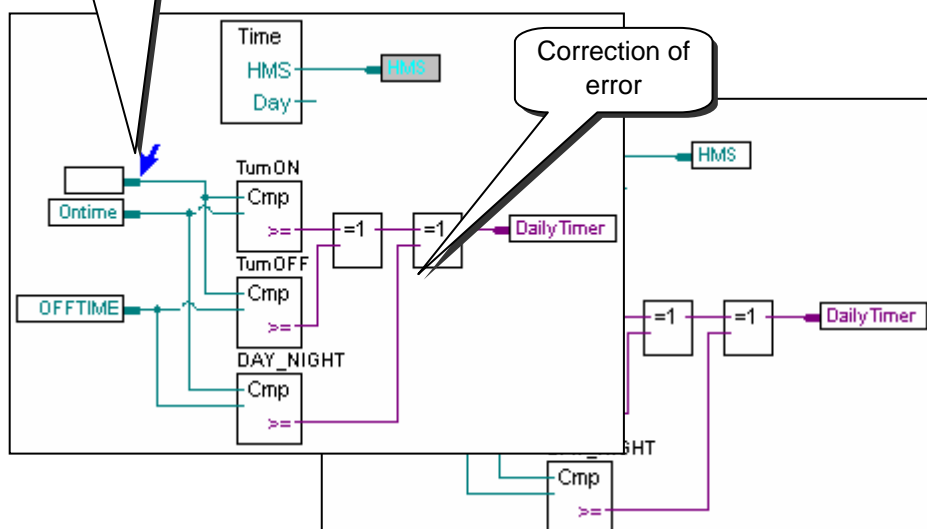 Time
HMS
HMS
Day
Correction of
error
HMS
TurnON
Cmp
>=
Ontime
=1
=1
DailyTimer
TurnOFF
Cmp
>=
OFFTIME
=1
=1
DailyTimer
DAY_NIGHT
Cmp
>=
GHT
Cmp
>=